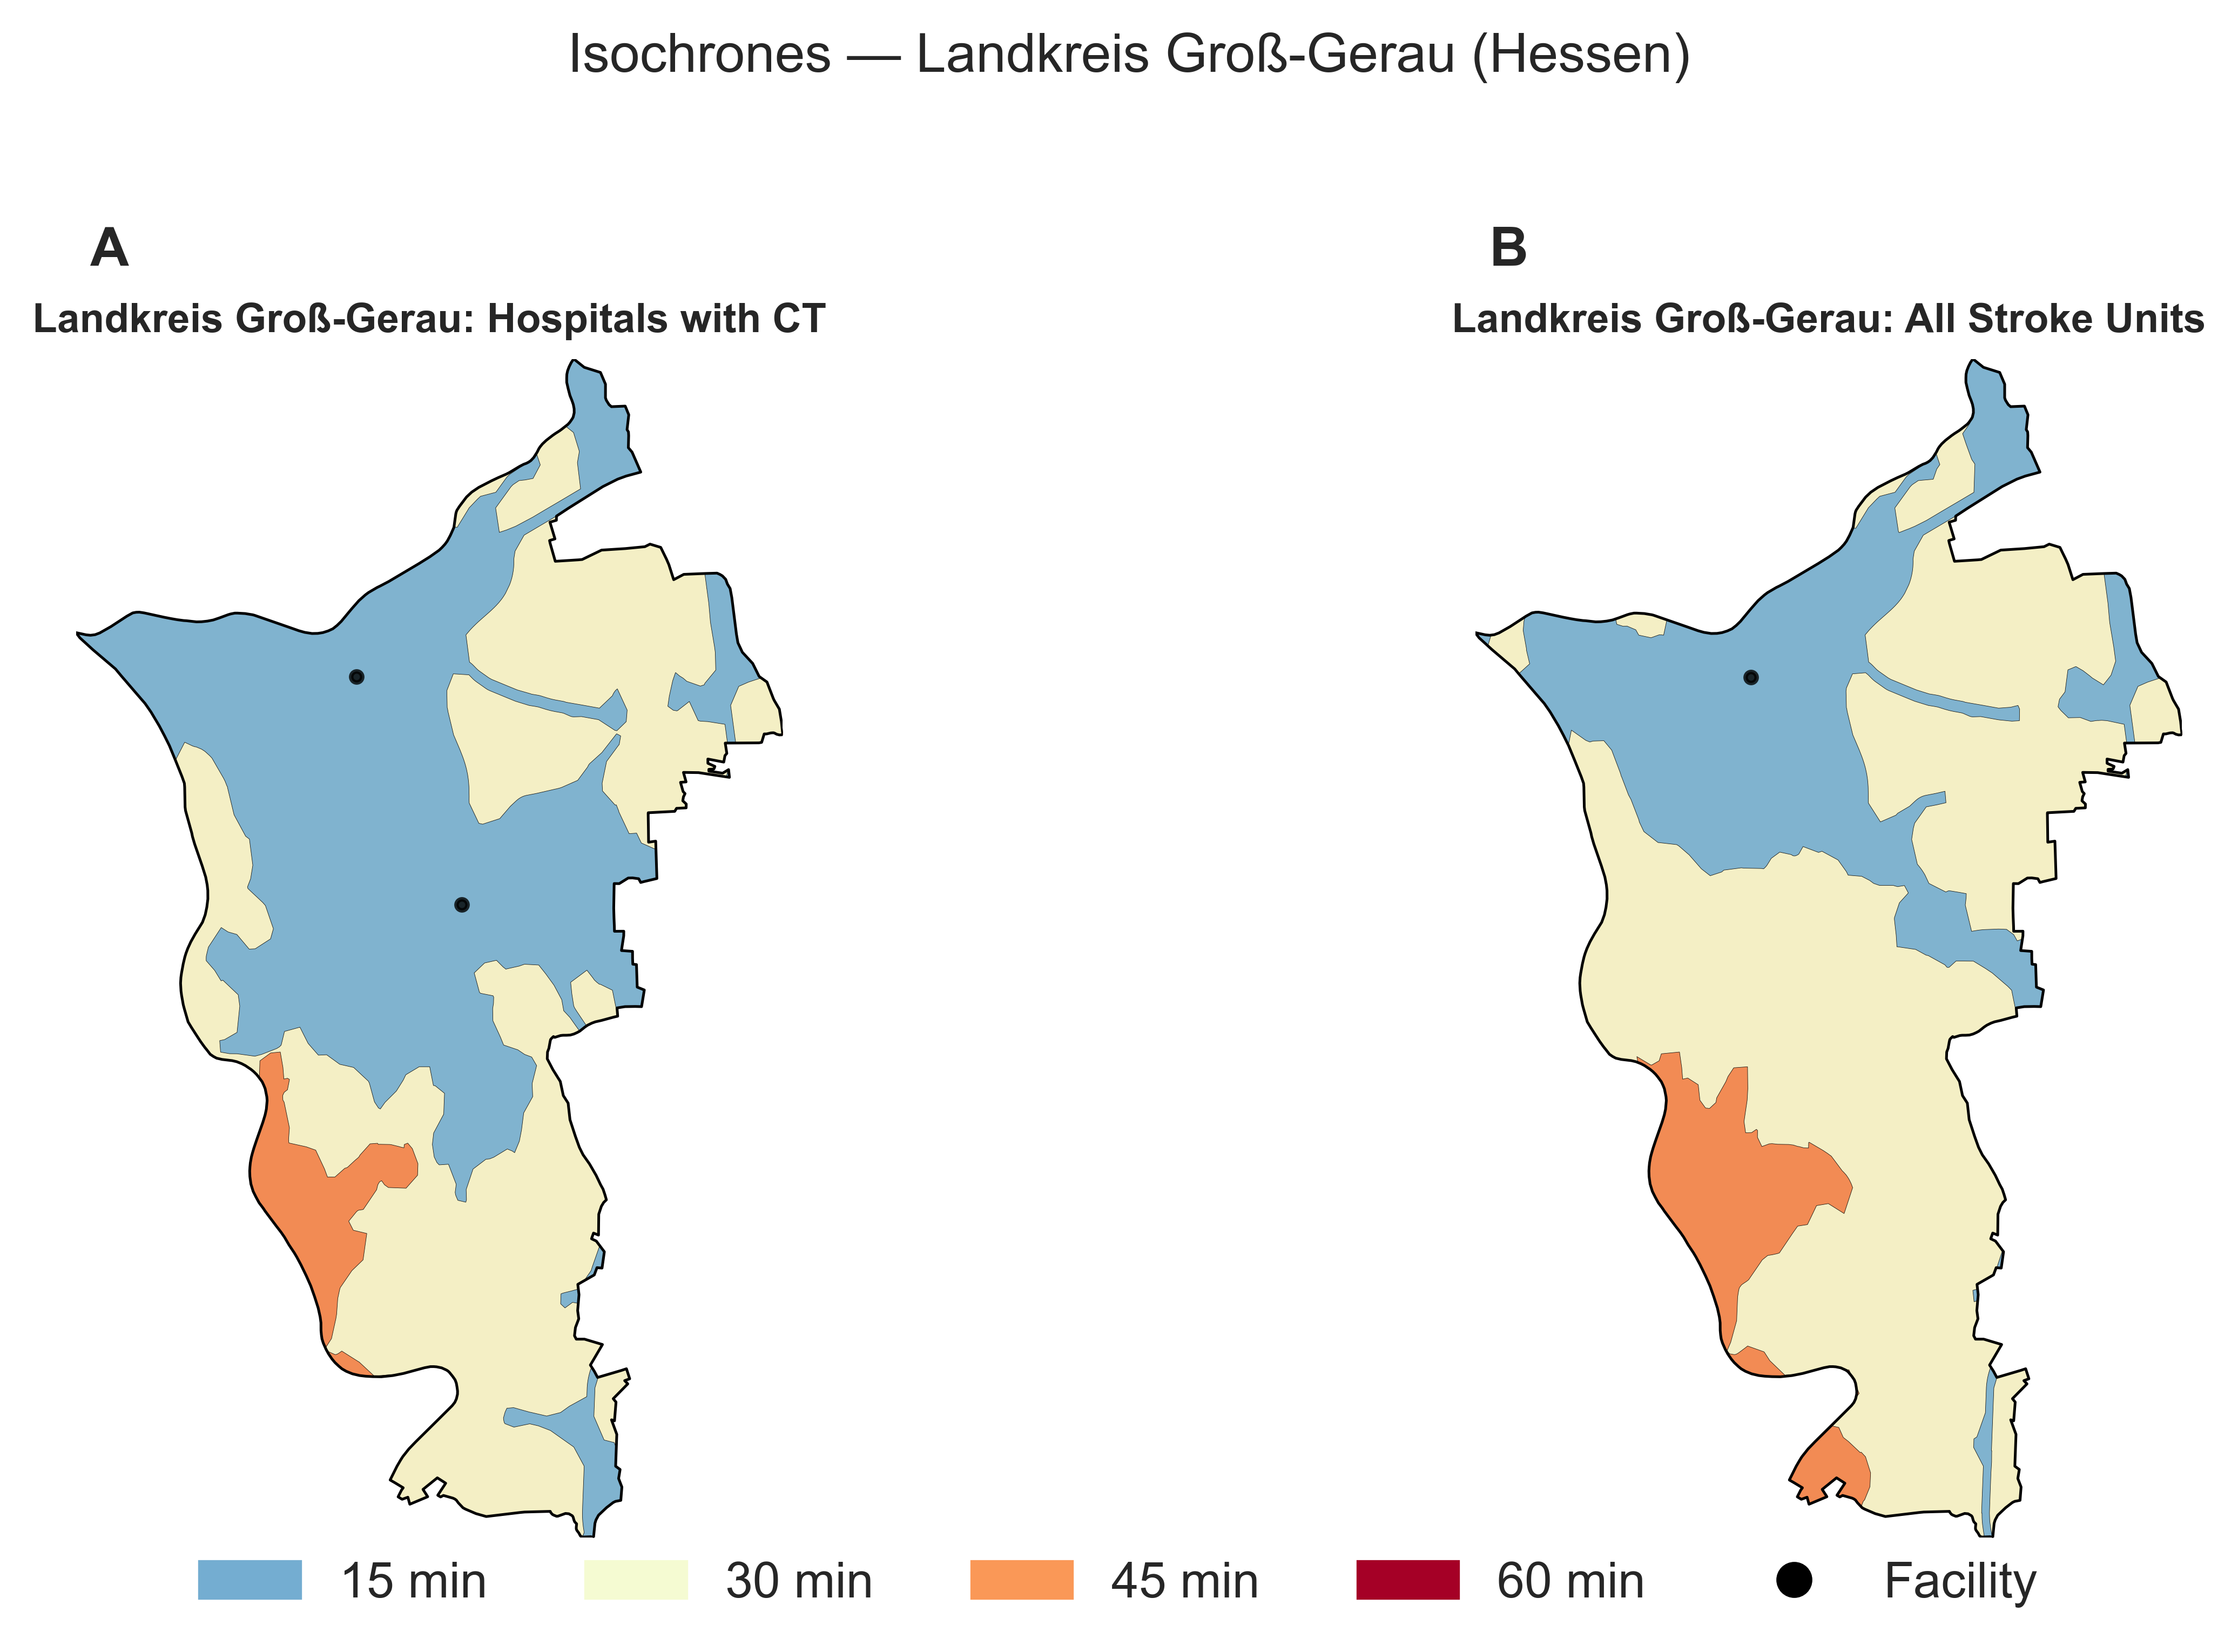 Isochrones — Landkreis Groß-Gerau (Hessen)
A
B
Landkreis Groß-Gerau: Hospitals with CT
Landkreis Groß-Gerau: All Stroke Units
15 min
30 min
45 min
60 min
Facility